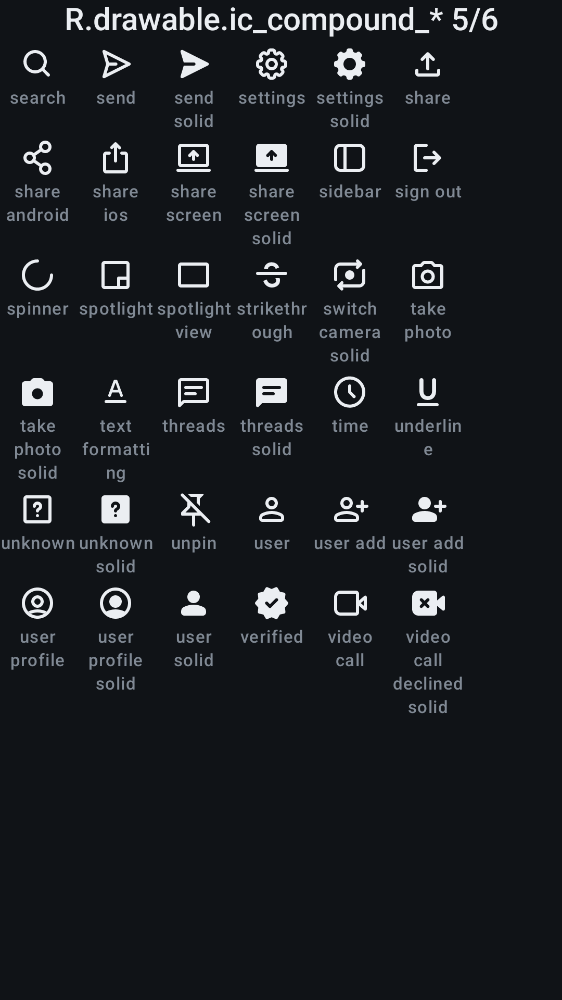 R.drawable.ic_compound_* 5/6
search send send settings settings share
solid solid
share share share share sidebar sign out
android ios screen screen
solid
spinner spotlight spotlight strikethr switch take
view ough camera photo
solid
take text threads threads time underlin
photo formatti solid e
solid ng
unknown unknown unpin user user add user add
solid solid
user user user verified video video
profile profile solid call call
solid declined
solid